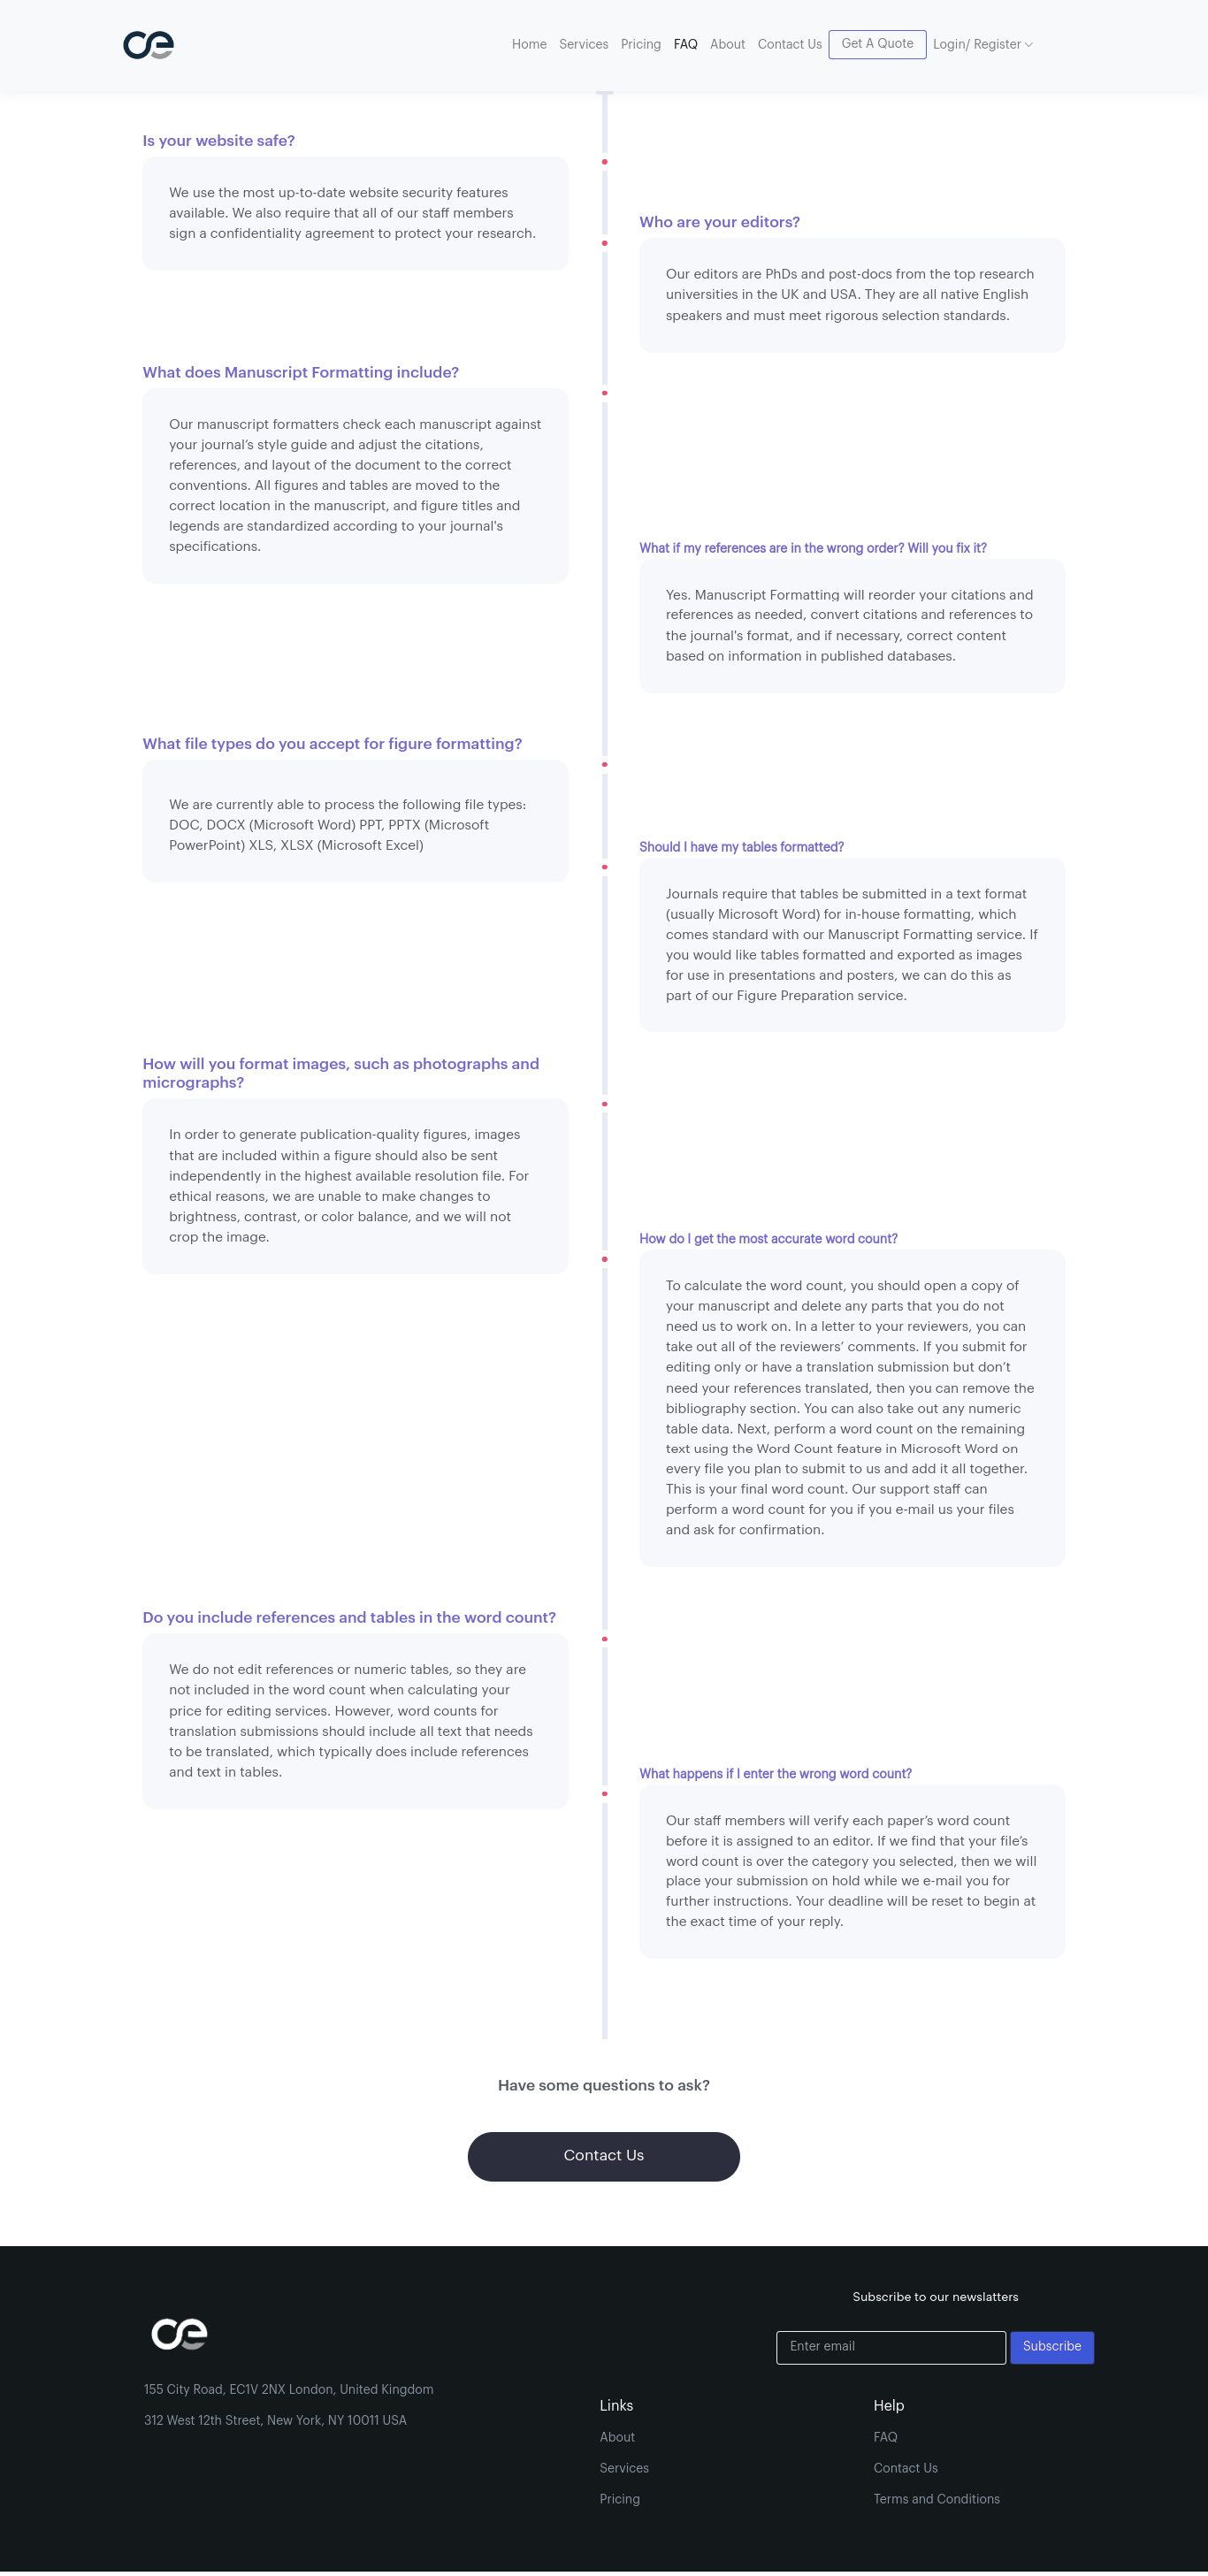 Home Services Pricing FAQ About Contact Us Get A Quote Login/ Register
Is your website safe?
We use the most up-to-date website security features
available. We also require that all of our staff members
sign a confidentiality agreement to protect your research.
Who are your editors?
Our editors are PhDs and post-docs from the top research
universities in the UK and USA. They are all native English
speakers and must meet rigorous selection standards.
What does Manuscript Formatting include?
Our manuscript formatters check each manuscript against
your journal’s style guide and adjust the citations,
references, and layout of the document to the correct
conventions. All figures and tables are moved to the
correct location in the manuscript, and figure titles and
legends are standardized according to your journal's
specifications.
What if my references are in the wrong order? Will you fix it?
Yes. Manuscript Formatting will reorder your citations and
references as needed, convert citations and references to
the journal's format, and if necessary, correct content
based on information in published databases.
What file types do you accept for figure formatting?
We are currently able to process the following file types:
DOC, DOCX (Microsoft Word) PPT, PPTX (Microsoft
PowerPoint) XLS, XLSX (Microsoft Excel)
Should I have my tables formatted?
Journals require that tables be submitted in a text format
(usually Microsoft Word) for in-house formatting, which
comes standard with our Manuscript Formatting service. If
you would like tables formatted and exported as images
for use in presentations and posters, we can do this as
part of our Figure Preparation service.
How will you format images, such as photographs and
micrographs?
In order to generate publication-quality figures, images
that are included within a figure should also be sent
independently in the highest available resolution file. For
ethical reasons, we are unable to make changes to
brightness, contrast, or color balance, and we will not
crop the image.
How do I get the most accurate word count?
To calculate the word count, you should open a copy of
your manuscript and delete any parts that you do not
need us to work on. In a letter to your reviewers, you can
take out all of the reviewers’ comments. If you submit for
editing only or have a translation submission but don’t
need your references translated, then you can remove the
bibliography section. You can also take out any numeric
table data. Next, perform a word count on the remaining
text using the Word Count feature in Microsoft Word on
every file you plan to submit to us and add it all together.
This is your final word count. Our support staff can
perform a word count for you if you e-mail us your files
and ask for confirmation.
Do you include references and tables in the word count?
We do not edit references or numeric tables, so they are
not included in the word count when calculating your
price for editing services. However, word counts for
translation submissions should include all text that needs
to be translated, which typically does include references
and text in tables.
What happens if I enter the wrong word count?
Our staff members will verify each paper’s word count
before it is assigned to an editor. If we find that your file’s
word count is over the category you selected, then we will
place your submission on hold while we e-mail you for
further instructions. Your deadline will be reset to begin at
the exact time of your reply.
Have some questions to ask?
Contact Us
Subscribe to our newslatters
Enter email Subscribe
155 City Road, EC1V 2NX London, United Kingdom
312 West 12th Street, New York, NY 10011 USA
Links
About
Services
Pricing
Help
FAQ
Contact Us
Terms and Conditions